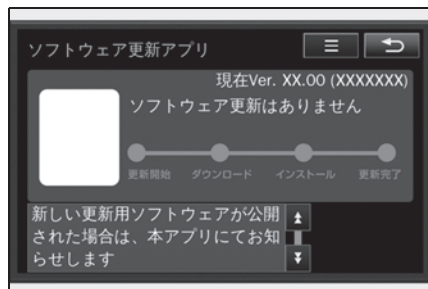 ソフトウェア更新アプリ
現在Ver. XX.00 (XXXXXXX)
ソフトウェア更新はありません
更新開始 ダウンロード インストール 更新完了
新しい更新用ソフトウェアが公開
された場合は、本アプリにてお知
らせします